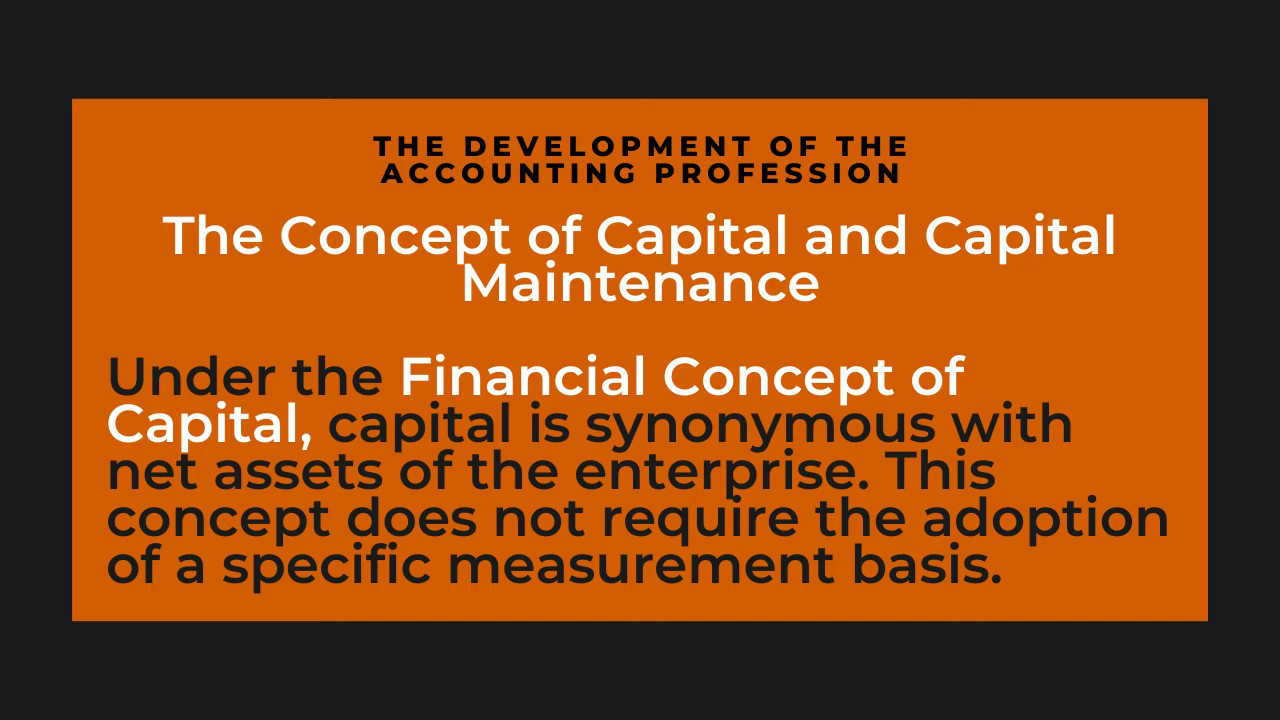 THE DEVELOPMENT OF THE
ACCOUNTING PROFESSION
The Concept of Capital and Capital
Maintenance
Under the Financial Concept of
Capital, capital is synonymous with
net assets of the enterprise. This
concept does not require the adoption
of a specific measurement basis.